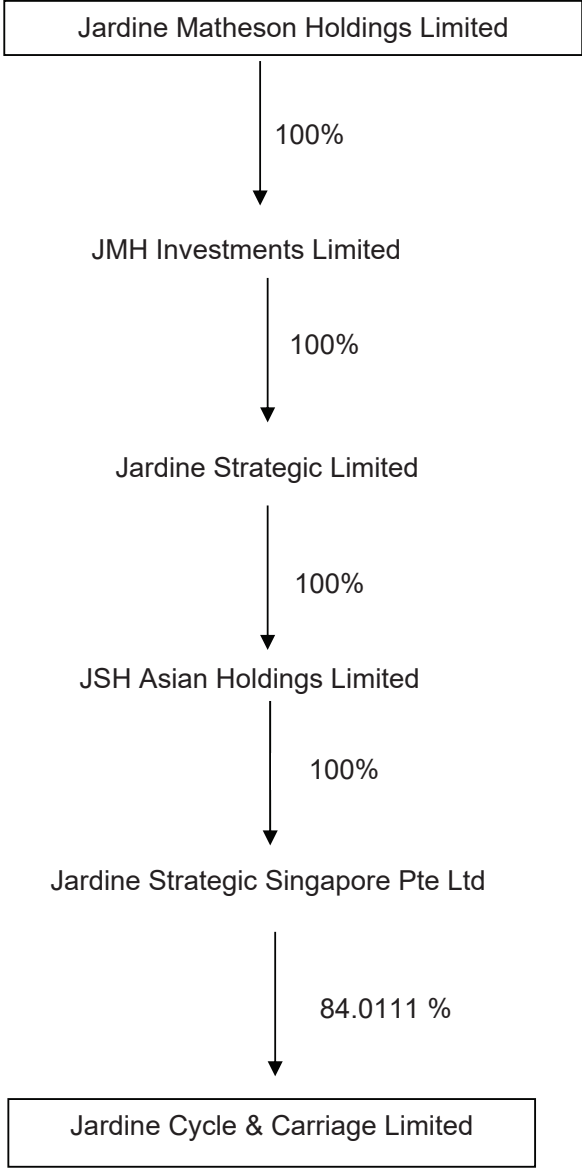 Jardine Matheson Holdings Limited
100%
JMH Investments Limited
100%
Jardine Strategic Limited
100%
JSH Asian Holdings Limited
100%
Jardine Strategic Singapore Pte Ltd
84.0111 %
Jardine Cycle & Carriage Limited